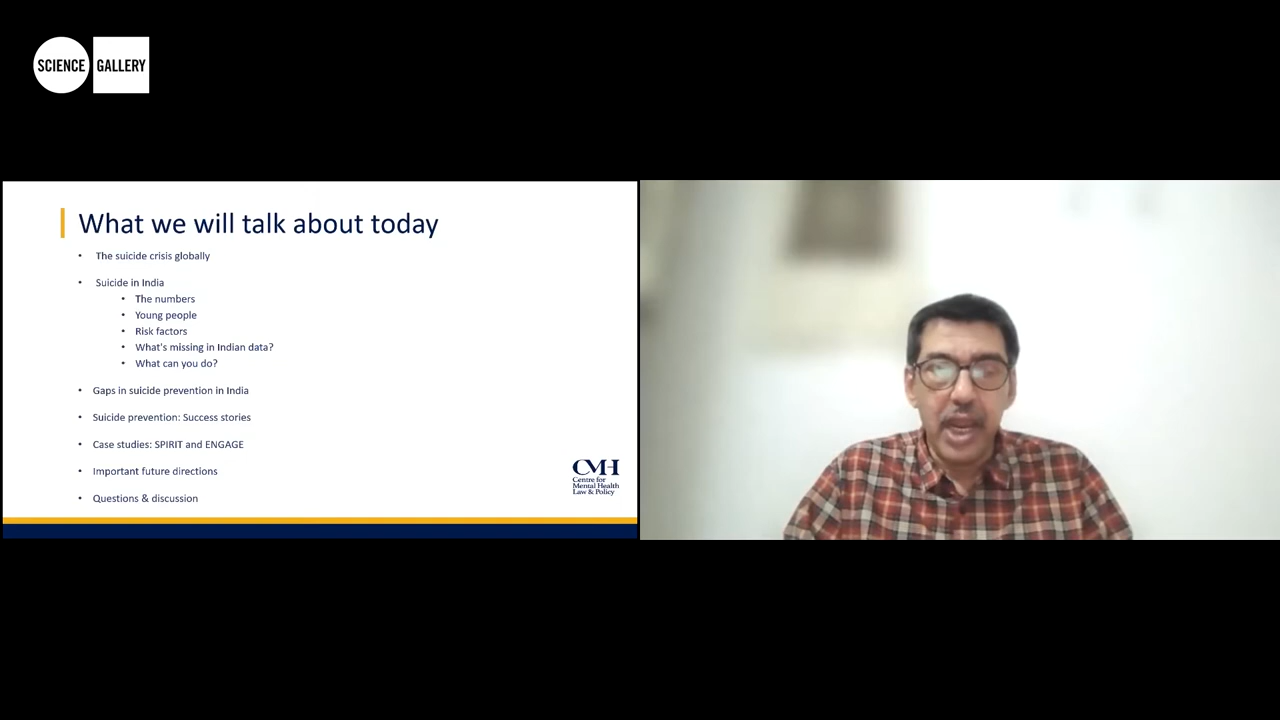 SCIENCE GALLERY
What we will talk about today
• The suicide crisis globally
• Suicide in India
• The numbers
• Young people
• Risk factors
• What's missing in Indian data?
• What can you do?
• Gaps in suicide prevention in India
• Suicide prevention: Success stories
• Case studies: SPIRIT and ENGAGE
• Important future directions
• Questions & discussion
CMH
Centre for
Mental Health
Law & Policy